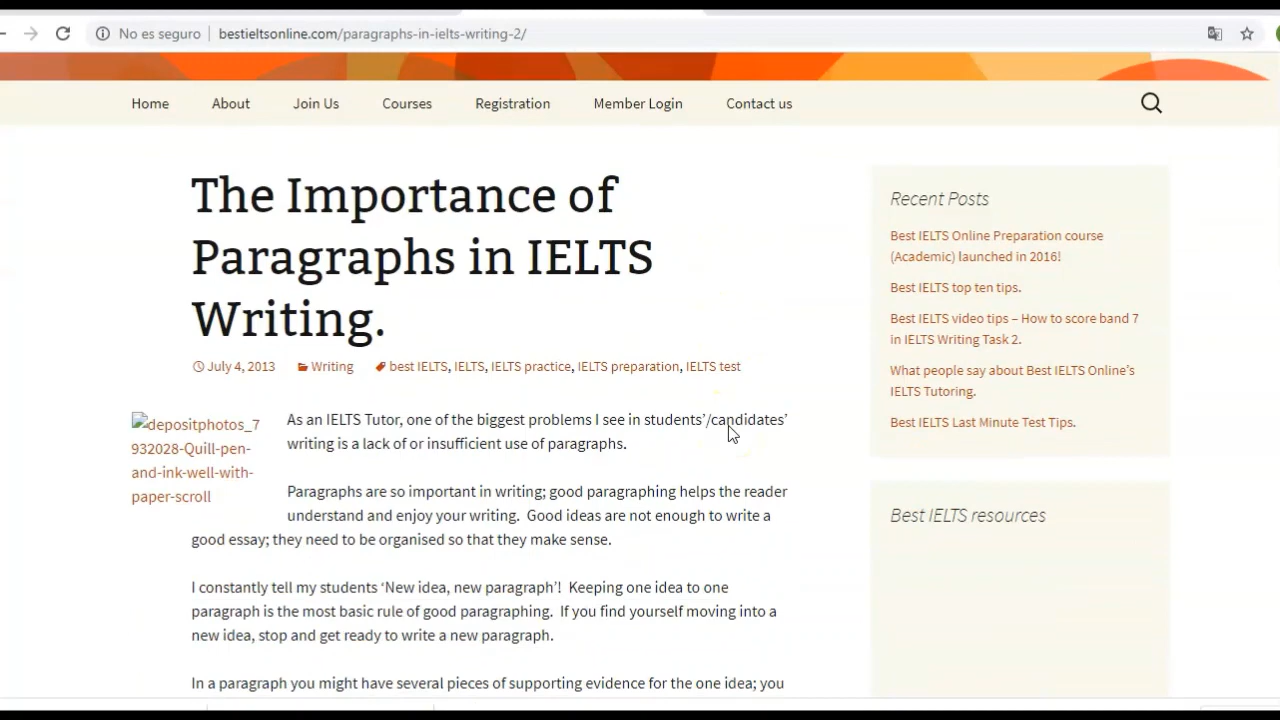 No es seguro
bestieltsonline.com/paragraphs-in-ielts-writing-2/
Home About Join Us Courses Registration Member Login Contact us
The Importance of
Paragraphs in IELTS
Writing.
July 4, 2013 Writing best IELTS, IELTS, IELTS practice, IELTS preparation, IELTS test
depositphotos_7
932028-Quill-pen-
and-ink-well-with-
paper-scroll
As an IELTS Tutor, one of the biggest problems I see in students’/candidates’
writing is a lack of or insufficient use of paragraphs.
Paragraphs are so important in writing; good paragraphing helps the reader
understand and enjoy your writing.  Good ideas are not enough to write a
good essay; they need to be organised so that they make sense.
I constantly tell my students ‘New idea, new paragraph’!  Keeping one idea to one
paragraph is the most basic rule of good paragraphing.  If you find yourself moving into a
new idea, stop and get ready to write a new paragraph.
In a paragraph you might have several pieces of supporting evidence for the one idea; you
Recent Posts
Best IELTS Online Preparation course
(Academic) launched in 2016!
Best IELTS top ten tips.
Best IELTS video tips – How to score band 7
in IELTS Writing Task 2.
What people say about Best IELTS Online’s
IELTS Tutoring.
Best IELTS Last Minute Test Tips.
Best IELTS resources